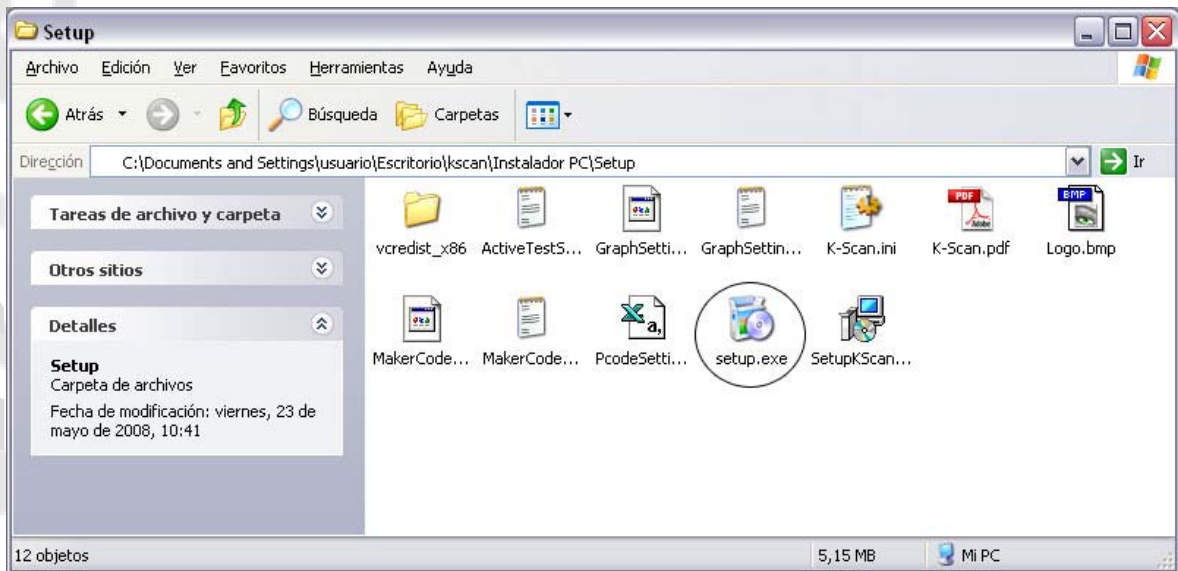 Setup
Archivo Edición Ver Favoritos Herramientas Ayuda
Atrás Búsqueda Carpetas
Dirección C:\Documents and Settings\usuario\Escritorio\kscan\Instalador PC\Setup Ir
Tareas de archivo y carpeta
Otros sitios
Detalles
Setup
Carpeta de archivos
Fecha de modificación: viernes, 23 de
mayo de 2008, 10:41
vcredist_x86 ActiveTestS... GraphSetti... GraphSettin... K-Scan.ini K-Scan.pdf Logo.bmp
PDF
Adobe
BMP
MakerCode... MakerCode... PcodeSetti... setup.exe SetupKScan...
a,
12 objetos 5,15 MB Mi PC